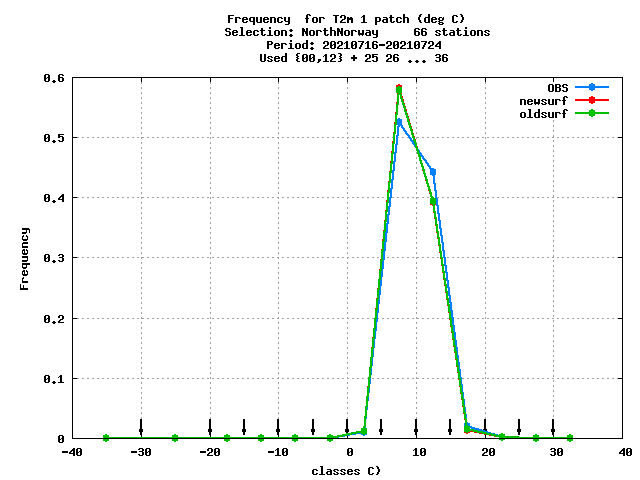 Frequency  for T2m 1 patch (deg C)
Selection: NorthNorway     66 stations
Period: 20210716-20210724
Used {00,12} + 25 26 ... 36
OBS
newsurf
oldsurf
Frequency
0.6
0.5
0.4
0.3
0.2
0.1
0
-40 -30 -20 -10 0 10 20 30 40
classes C)